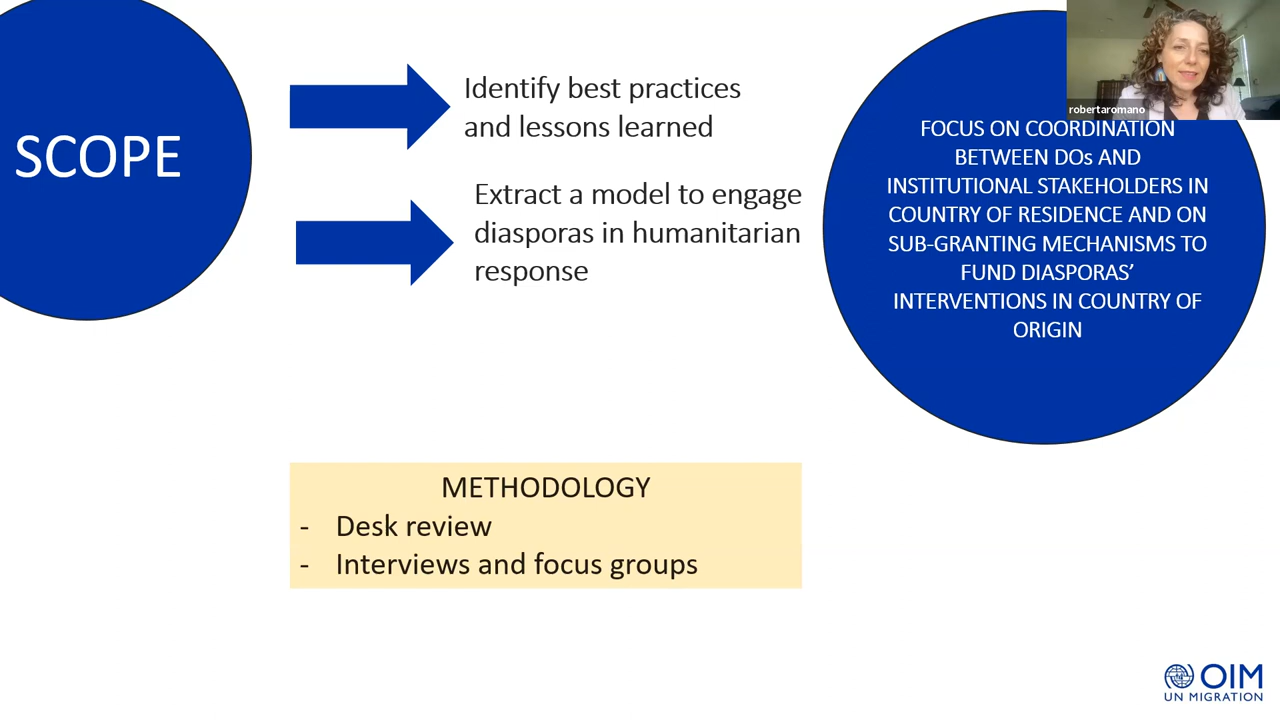 SCOPE
Identify best practices
and lessons learned
Extract a model to engage
diasporas in humanitarian
response
robertaromano
FOCUS ON COORDINATION
BETWEEN DOs AND
INSTITUTIONAL STAKEHOLDERS IN
COUNTRY OF RESIDENCE AND ON
SUB-GRANTING MECHANISMS TO
FUND DIASPORAS’
INTERVENTIONS IN COUNTRY OF
ORIGIN
METHODOLOGY
- Desk review
- Interviews and focus groups
OIM
UN MIGRATION